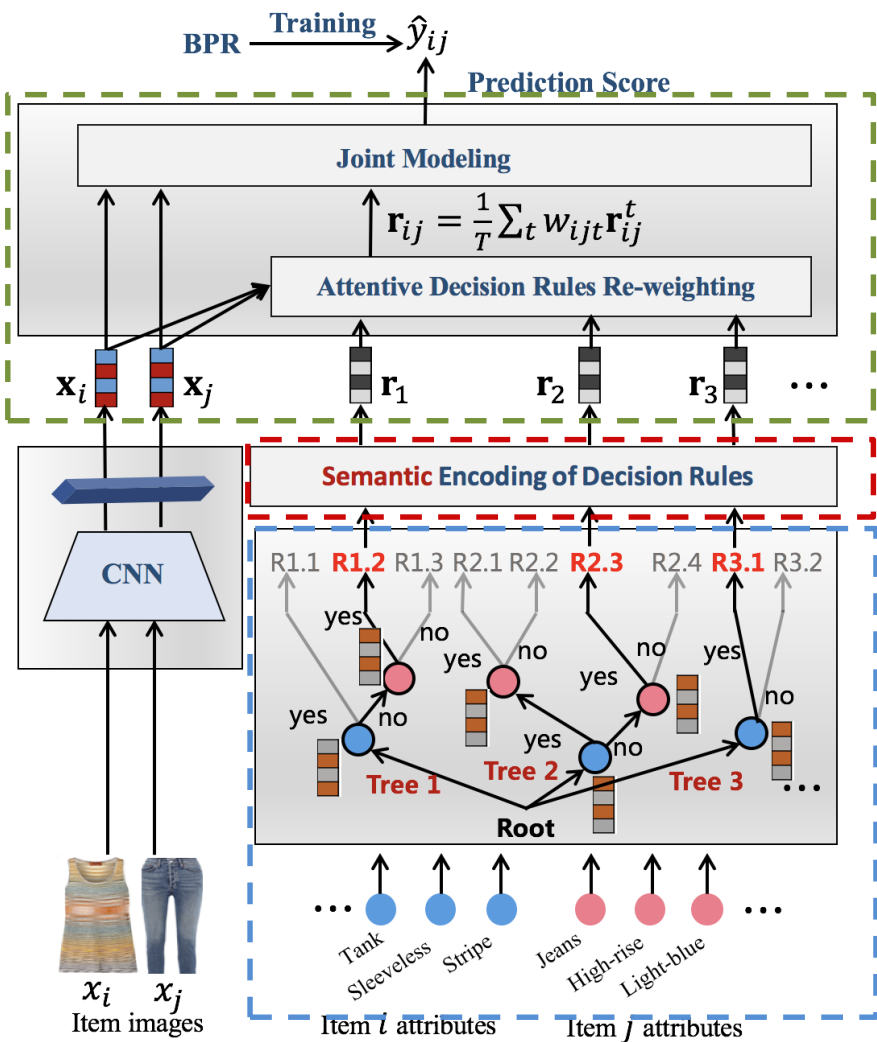 BPR Training ŷ_ij
Prediction Score
Joint Modeling
r_ij = 1/T ∑_t w_ijt r^t_ij
Attentive Decision Rules Re-weighting
x_i x_j r_1 r_2 r_3 ...
Semantic Encoding of Decision Rules
CNN
R1.1 R1.2 R1.3 R2.1 R2.2 R2.3 R2.4 R3.1 R3.2
yes no yes no yes no yes no
yes no yes no
Tree 1 Tree 2 Tree 3
...
Root
... Tank Sleeveless Stripe Jeans High-rise Light-blue ...
x_i x_j
Item images Item i attributes Item j attributes